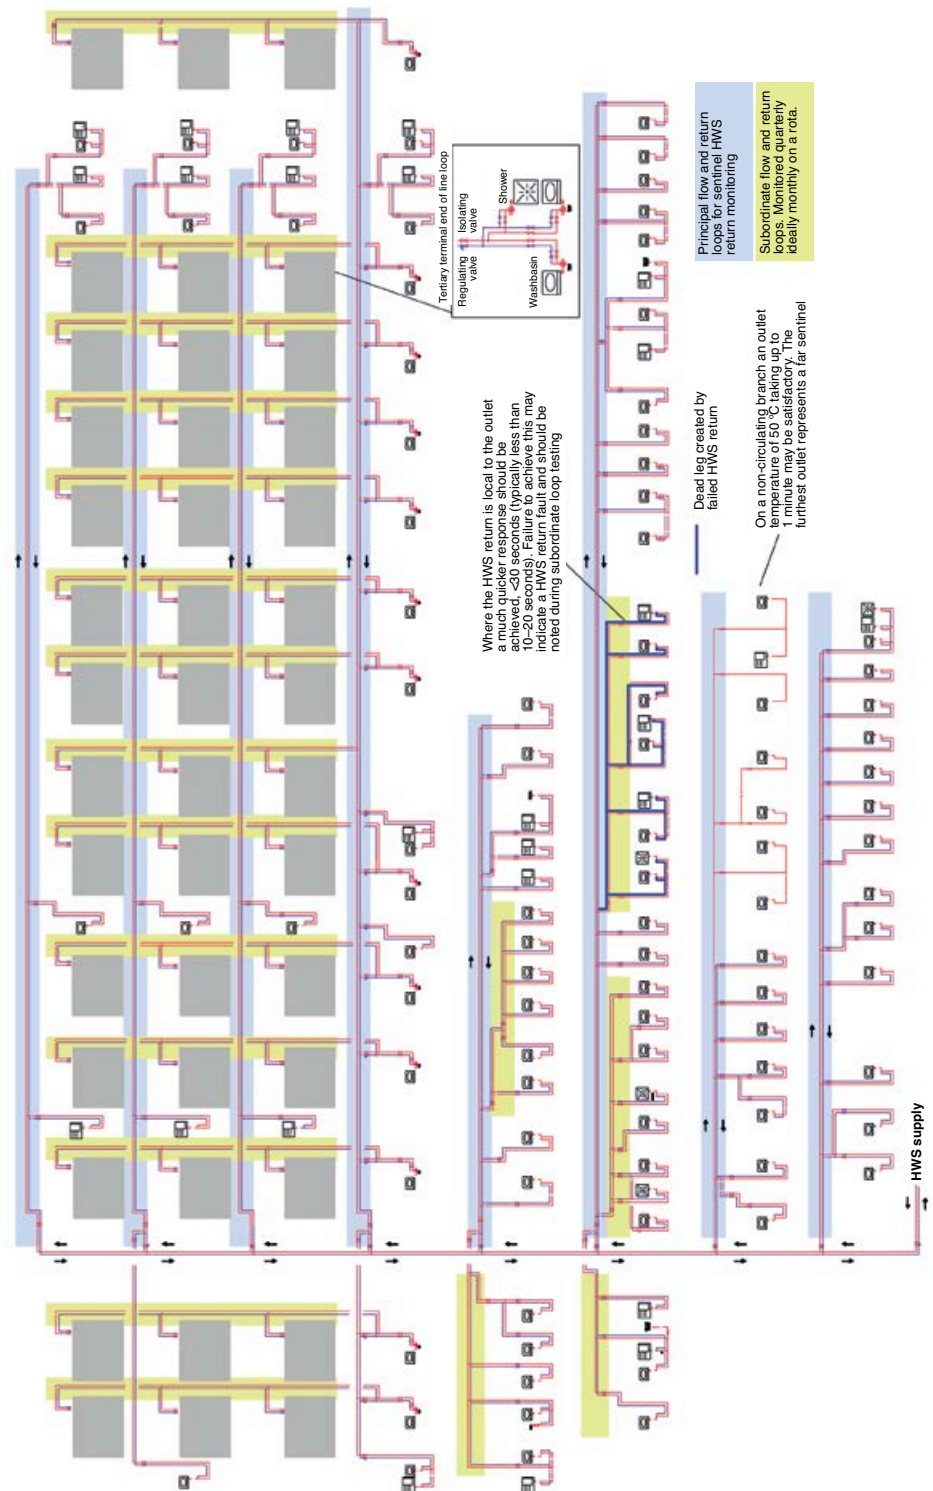 Tertiary terminal end of line loop
Regulating valve
Isolating valve
Shower
Washbasin
Principal flow and return
loops for sentinel HWS
return monitoring
Subordinate flow and return
loops. Monitored quarterly
ideally monthly on a rota.
Where the HWS return is local to the outlet
a much quicker response should be
achieved, <30 seconds (typically less than
10–20 seconds). Failure to achieve this may
indicate a HWS return fault and should be
noted during subordinate loop testing
Dead leg created by
failed HWS return
On a non-circulating branch an outlet
temperature of 50 °C taking up to
1 minute may be satisfactory. The
furthest outlet represents a far sentinel
HWS supply